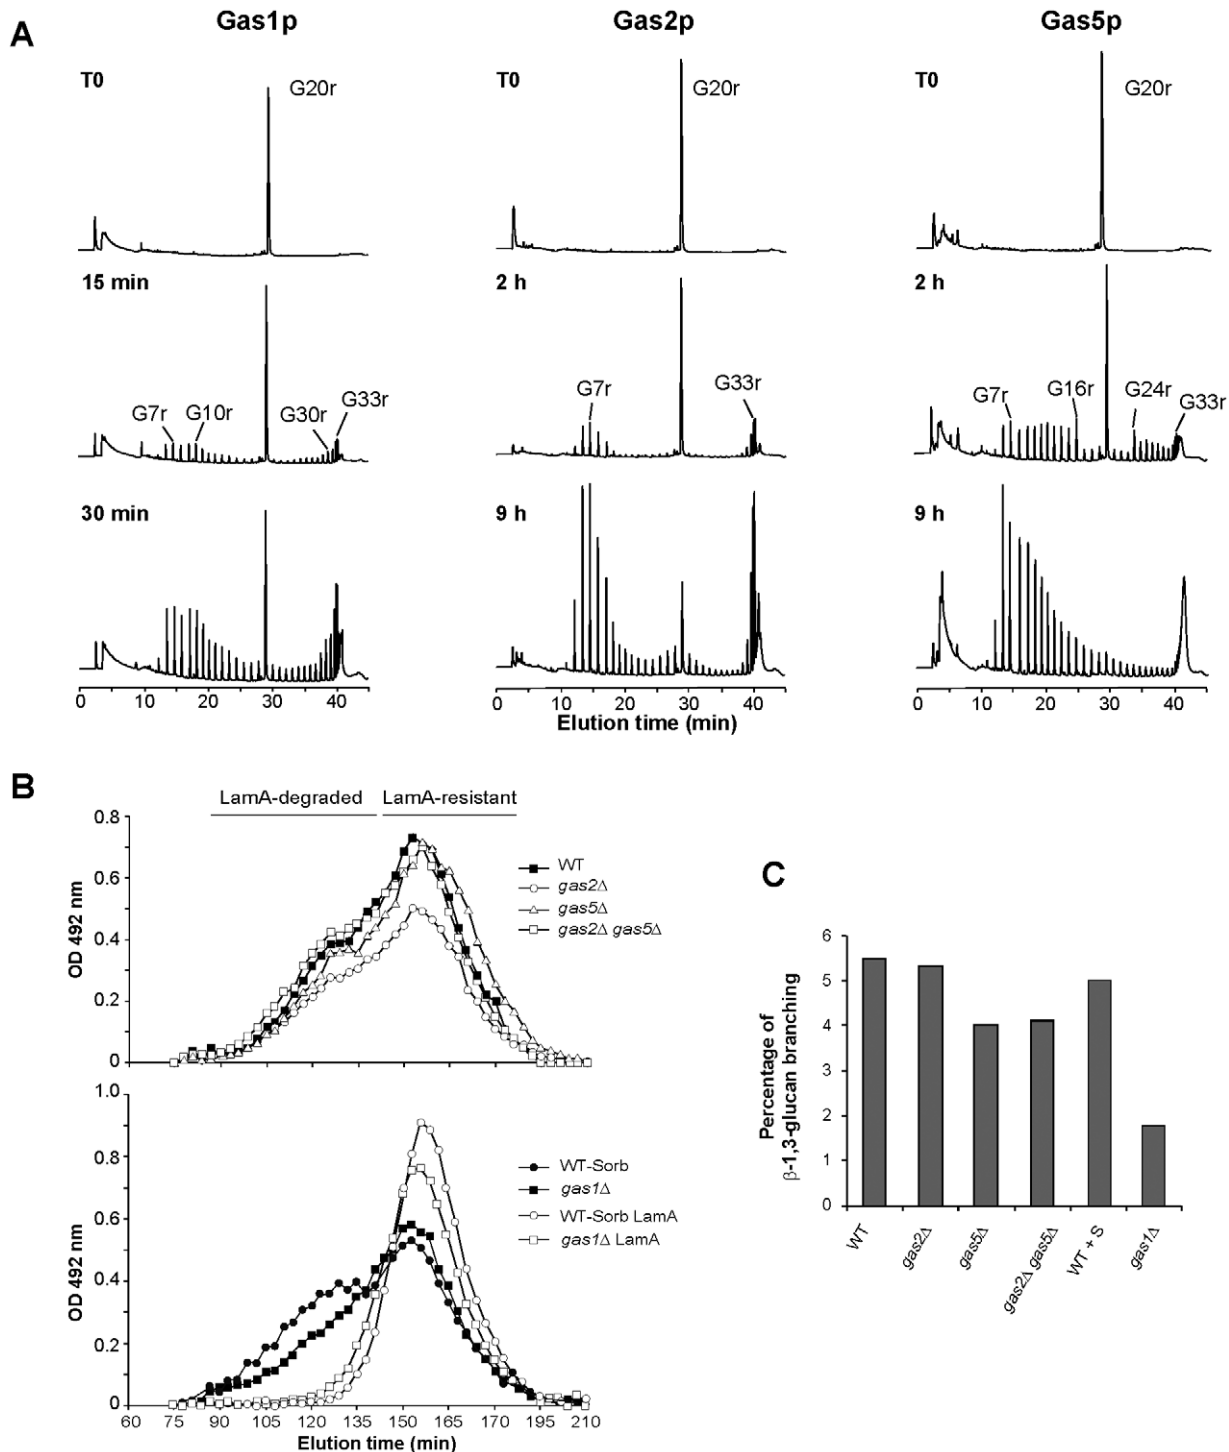 A
Gas1p
Gas2p
Gas5p
T0
G20r
T0
G20r
T0
G20r
15 min
G7r
G10r
G30r
G33r
2 h
G7r
G33r
2 h
G7r
G16r
G24r
G33r
30 min
9 h
9 h
0 10 20 30 40
0 10 20 30 40
0 10 20 30 40
Elution time (min)
B
LamA-degraded
LamA-resistant
0.8
0.6
0.4
0.2
0
OD 492 nm
WT
gas2Δ
gas5Δ
gas2Δ gas5Δ
1.0
0.8
0.6
0.4
0.2
0
OD 492 nm
WT-Sorb
gas1Δ
WT-Sorb LamA
gas1Δ LamA
60 75 90 105 120 135 150 165 170 195 210
Elution time (min)
C
Percentage of
β-1,3-glucan branching
6
5
4
3
2
1
0
WT
gas2Δ
gas5Δ
gas2Δ gas5Δ
WT + S
gas1Δ